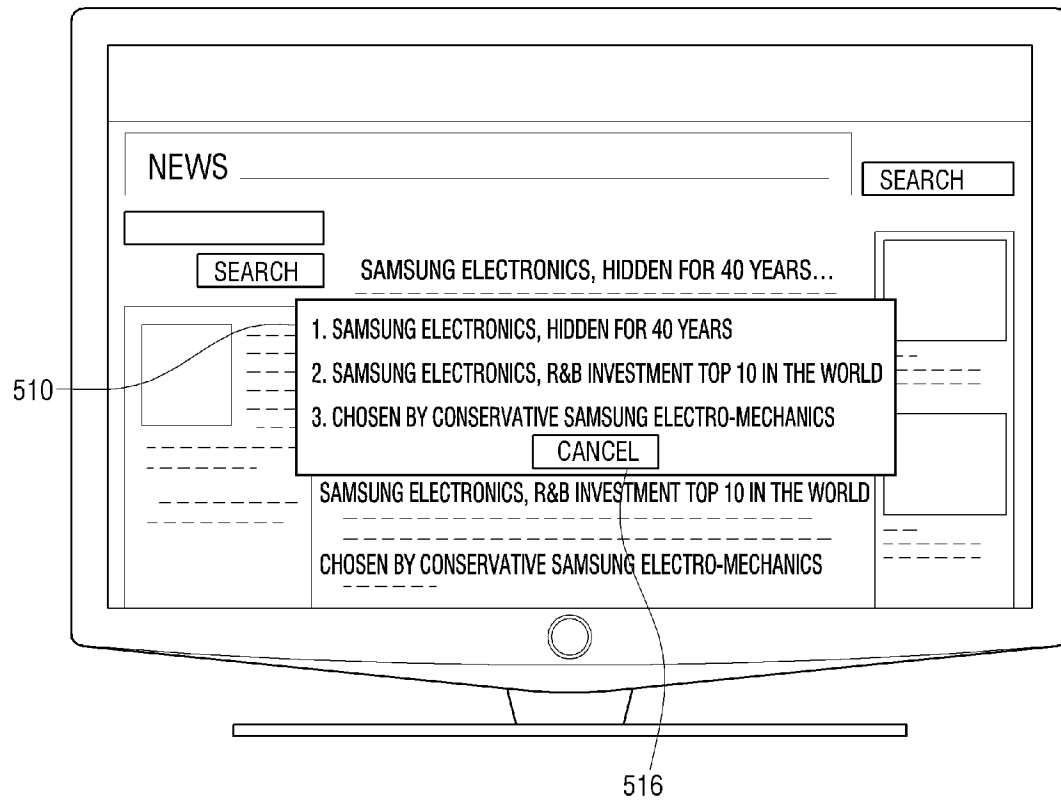 NEWS
SEARCH
SEARCH
SAMSUNG ELECTRONICS, HIDDEN FOR 40 YEARS...
1. SAMSUNG ELECTRONICS, HIDDEN FOR 40 YEARS
2. SAMSUNG ELECTRONICS, R&B INVESTMENT TOP 10 IN THE WORLD
3. CHOSEN BY CONSERVATIVE SAMSUNG ELECTRO-MECHANICS
510
CANCEL
SAMSUNG ELECTRONICS, R&B INVESTMENT TOP 10 IN THE WORLD
CHOSEN BY CONSERVATIVE SAMSUNG ELECTRO-MECHANICS
516